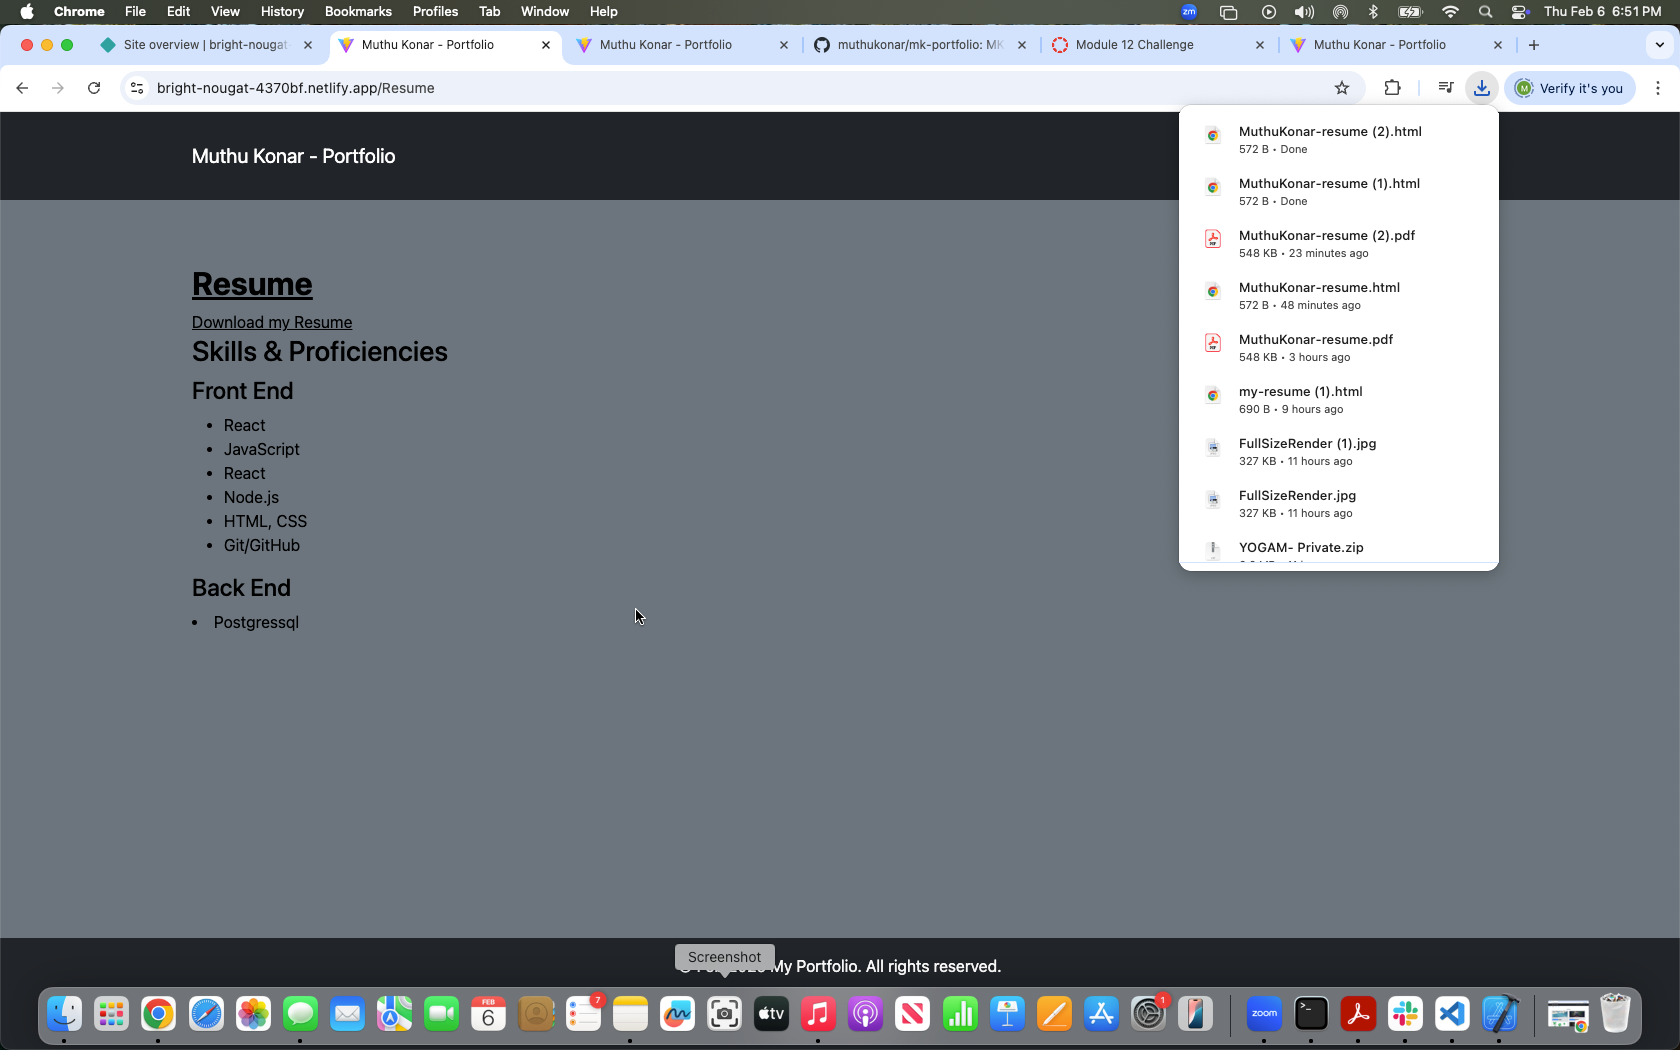 Chrome File Edit View History Bookmarks Profiles Tab Window Help zm Thu Feb 6 6:51 PM
Site overview | bright-nougat Muthu Konar - Portfolio Muthu Konar - Portfolio muthukonar/mk-portfolio: MK Module 12 Challenge Muthu Konar - Portfolio
bright-nougat-4370bf.netlify.app/Resume M Verify it's you
Muthu Konar - Portfolio
Resume
Download my Resume
Skills & Proficiencies
Front End
• React
• JavaScript
• React
• Node.js
• HTML, CSS
• Git/GitHub
Back End
• Postgressql
MuthuKonar-resume (2).html
572 B • Done
MuthuKonar-resume (1).html
572 B • Done
MuthuKonar-resume (2).pdf
548 KB • 23 minutes ago
MuthuKonar-resume.html
572 B • 48 minutes ago
MuthuKonar-resume.pdf
548 KB • 3 hours ago
my-resume (1).html
690 B • 9 hours ago
FullSizeRender (1).jpg
327 KB • 11 hours ago
FullSizeRender.jpg
327 KB • 11 hours ago
YOGAM- Private.zip
Screenshot
My Portfolio. All rights reserved.
FEB
6
7
tv
1
zoom